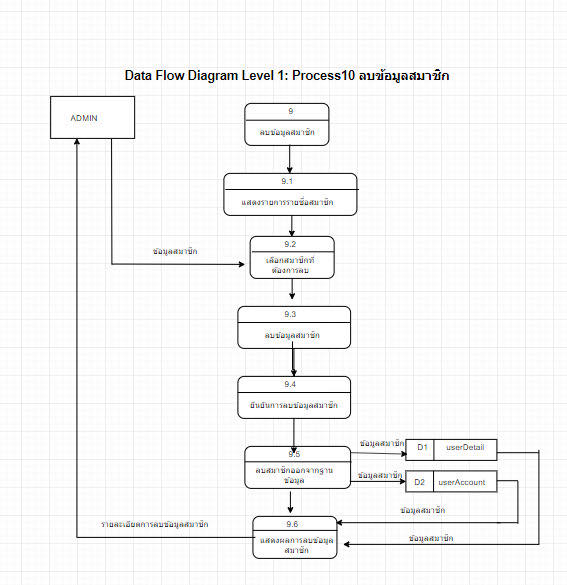 Data Flow Diagram Level 1: Process10 ลบข้อมูลสมาชิก
ADMIN
9
ลบข้อมูลสมาชิก
9.1
แสดงรายการรายชื่อสมาชิก
9.2
เลือกสมาชิกที่
ต้องการลบ
ข้อมูลสมาชิก
9.3
ลบข้อมูลสมาชิก
9.4
ยืนยันการลบข้อมูลสมาชิก
9.5
ลบสมาชิกออกจากฐาน
ข้อมูล
ข้อมูลสมาชิก
D1
userDetail
ข้อมูลสมาชิก
D2
userAccount
ข้อมูลสมาชิก
9.6
แสดงผลการลบข้อมูล
สมาชิก
รายละเอียดการลบข้อมูลสมาชิก
ข้อมูลสมาชิก